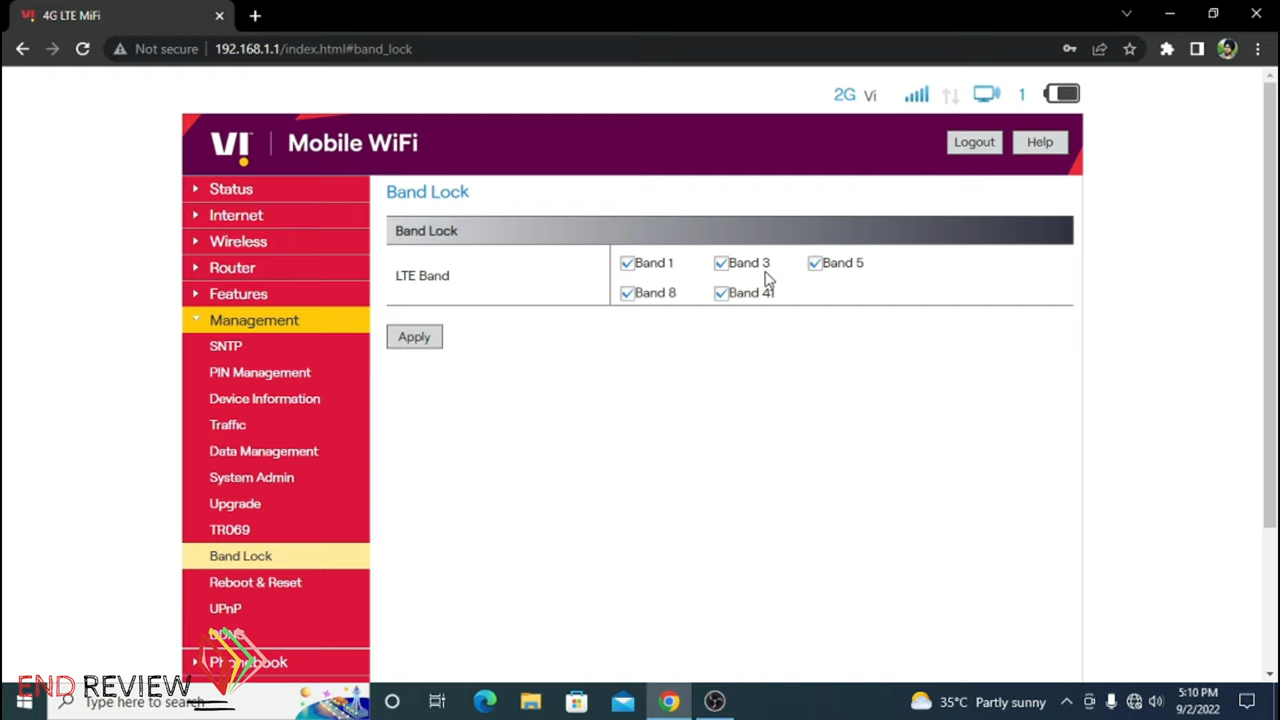 4G LTE MiFi
Not secure 192.168.1.1/index.html#band_lock
2G Vi 1
VI Mobile WiFi Logout Help
Status
Internet
Wireless
Router
Features
Management
SNTP
PIN Management
Device Information
Traffic
Data Management
System Admin
Upgrade
TR069
Band Lock
Reboot & Reset
UPnP
DDNS
Phonebook
Band Lock
Band Lock
LTE Band
Band 1 Band 3 Band 5
Band 8 Band 41
Apply
END REVIEW
Type here to search
35°C Partly sunny
5:10 PM
9/2/2022